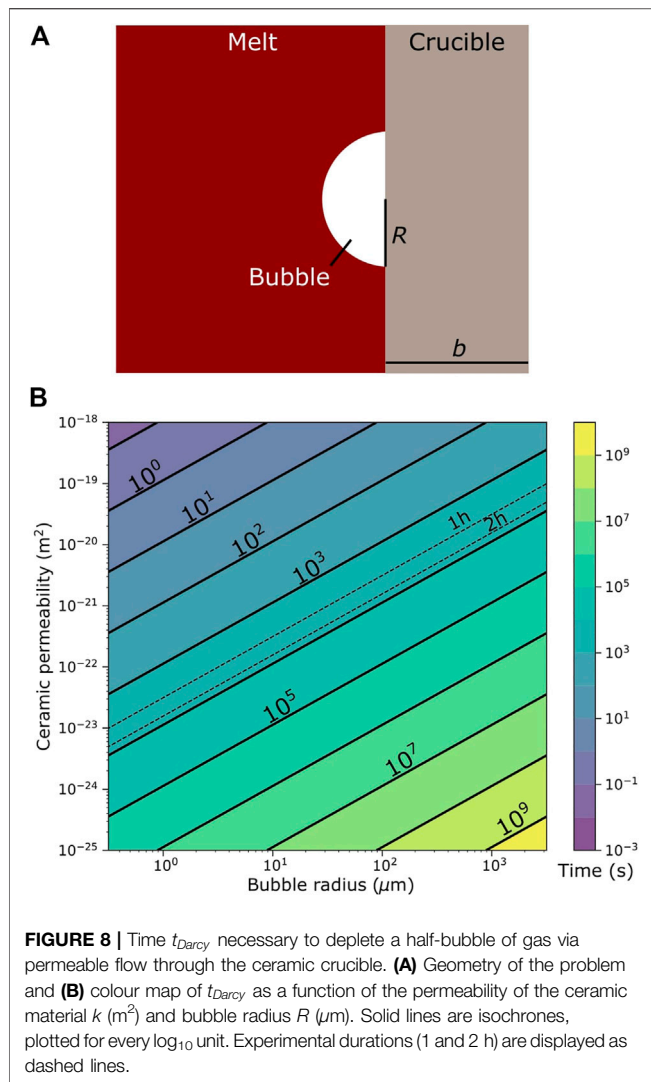 A
Melt
Crucible
R
Bubble
b
B
10⁻¹⁸
10⁻¹⁹
10⁻²⁰
10⁻²¹
10⁻²²
10⁻²³
10⁻²⁴
10⁻²⁵
Ceramic permeability (m²)
10⁰
10¹
10²
10³
1h
2h
10⁵
10⁷
10⁹
10⁰
10¹
10²
10³
Bubble radius (μm)
10⁹
10⁷
10⁵
10³
10¹
10⁻¹
10⁻³
Time (s)
FIGURE 8 | Time t_Darcy necessary to deplete a half-bubble of gas via
permeable flow through the ceramic crucible. (A) Geometry of the problem
and (B) colour map of t_Darcy as a function of the permeability of the ceramic
material k (m²) and bubble radius R (μm). Solid lines are isochrones,
plotted for every log₁₀ unit. Experimental durations (1 and 2 h) are displayed as
dashed lines.